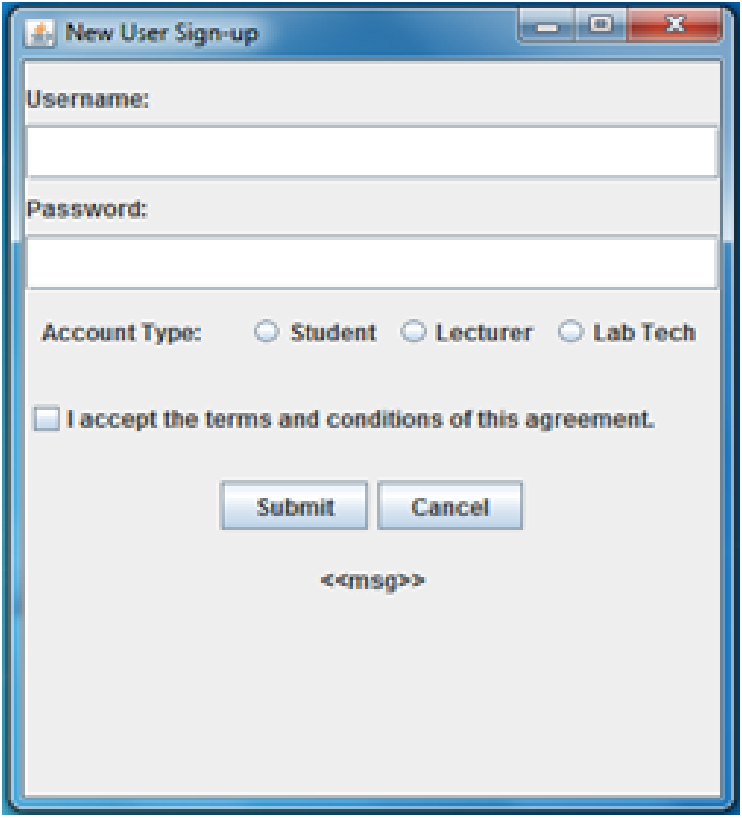 New User Sign-up
Username:
Password:
Account Type: Student Lecturer Lab Tech
I accept the terms and conditions of this agreement.
Submit Cancel
<<msg>>